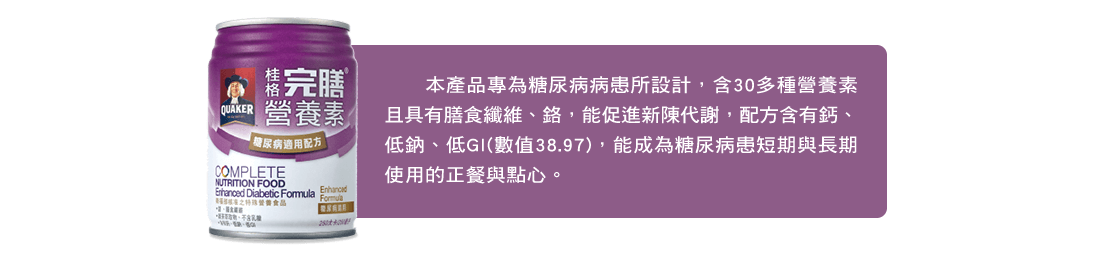 桂格
完膳®
營養素
QUAKER
糖尿病適用配方
COMPLETE
NUTRITION FOOD
Enhanced Diabetic Formula
Enhanced
Formula
本產品專為糖尿病病患所設計，含30多種營養素
且具有膳食纖維、鉻，能促進新陳代謝，配方含有鈣、
低鈉、低GI(數值38.97)，能成為糖尿病患短期與長期
使用的正餐與點心。